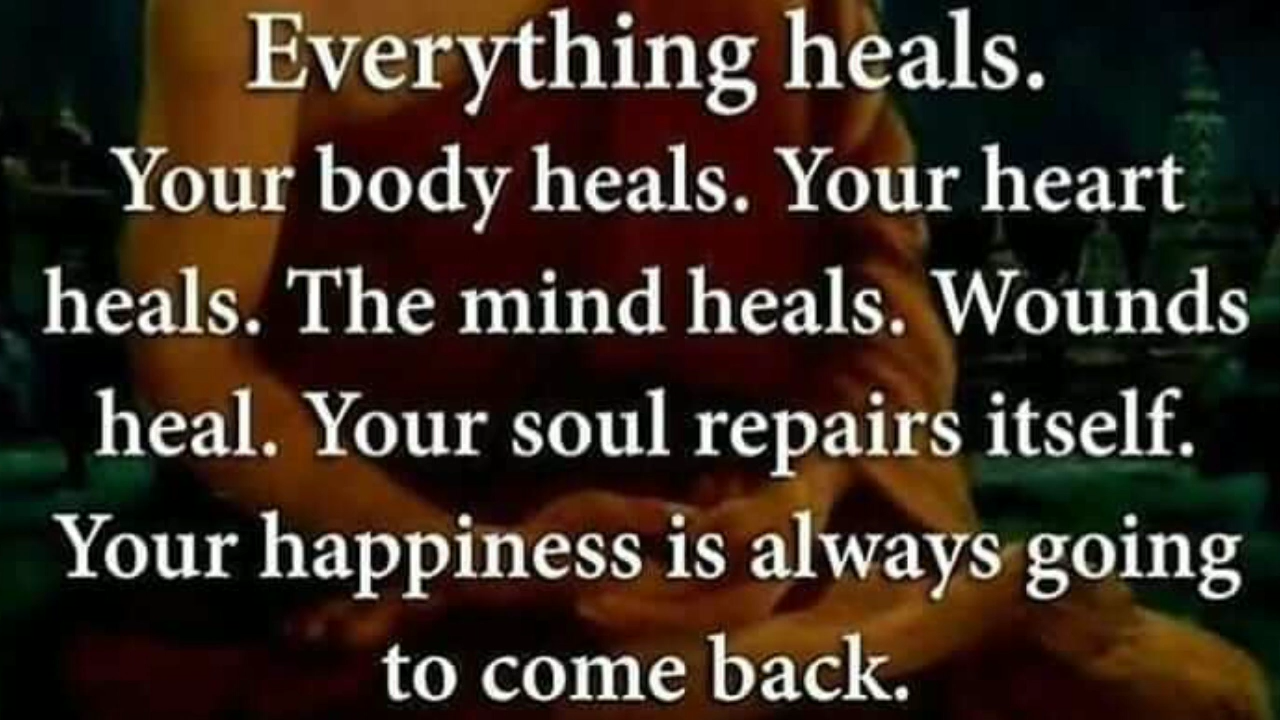 Everything heals.
Your body heals. Your heart
heals. The mind heals. Wounds
heal. Your soul repairs itself.
Your happiness is always going
to come back.